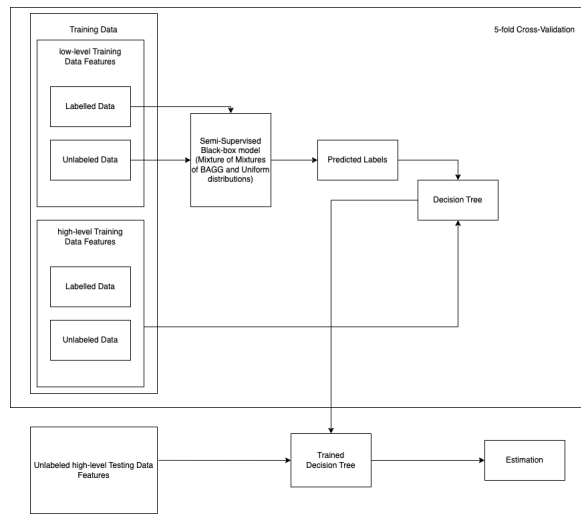 Training Data
5-fold Cross-Validation
low-level Training
Data Features
Labelled Data
Unlabeled Data
Semi-Supervised
Black-box model
(Mixture of Mixtures
of BAGG and Uniform
distributions)
Predicted Labels
Decision Tree
high-level Training
Data Features
Labelled Data
Unlabeled Data
Unlabeled high-level Testing Data
Features
Trained
Decision Tree
Estimation